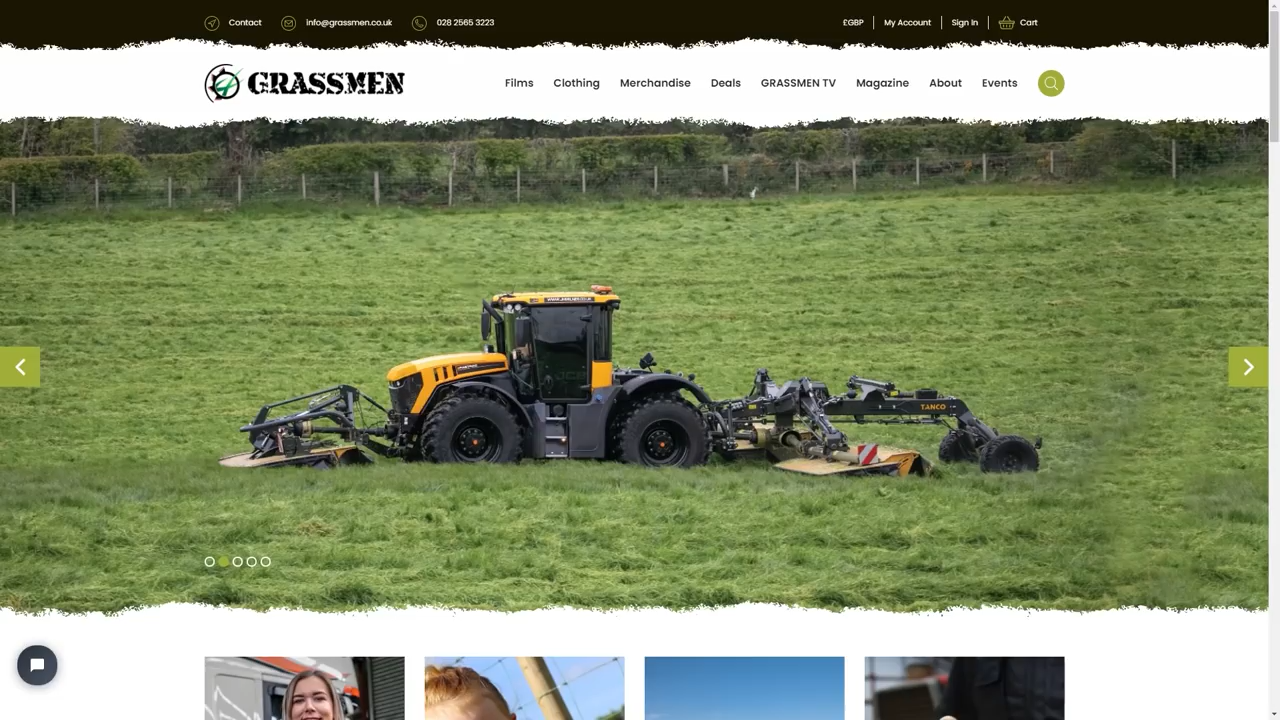 Contact
info@grassmen.co.uk
028 2565 3223
£GBP
My Account
Sign In
Cart
GRASSMEN
Films
Clothing
Merchandise
Deals
GRASSMEN TV
Magazine
About
Events
TANCO